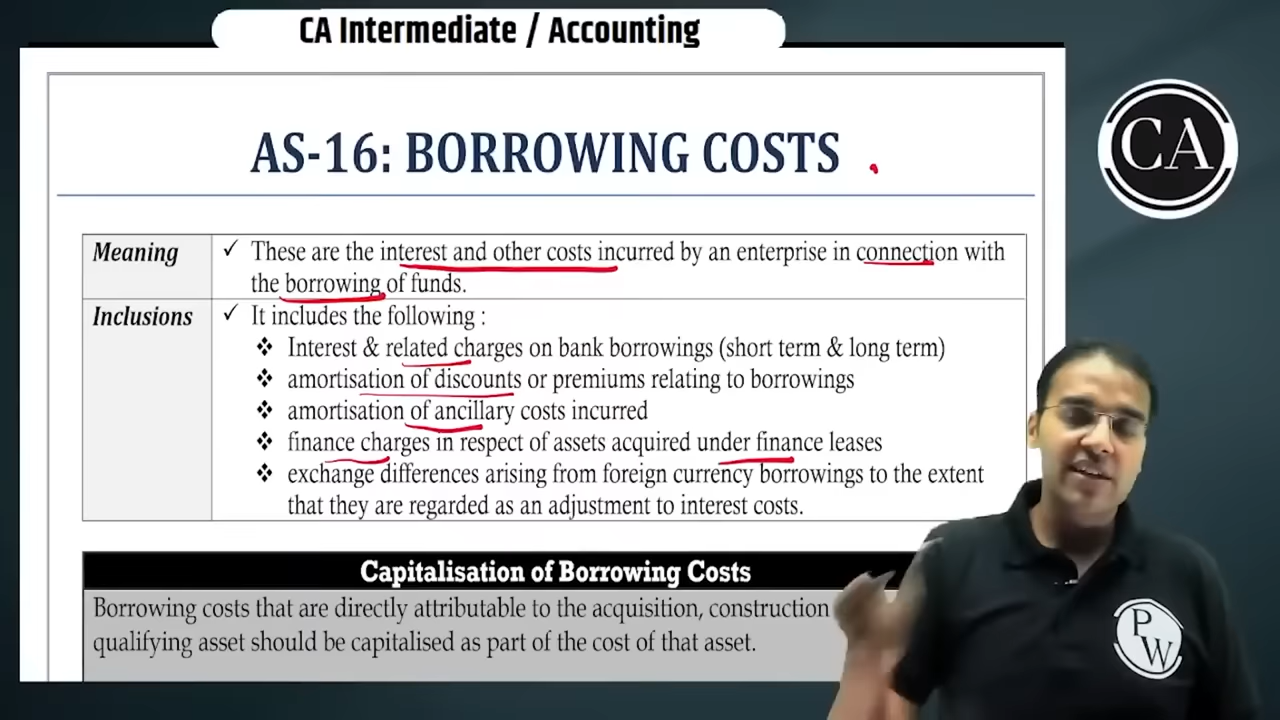 CA Intermediate / Accounting
CA
AS-16: BORROWING COSTS
Meaning
✓ These are the interest and other costs incurred by an enterprise in connection with
the borrowing of funds.
Inclusions
✓ It includes the following :
❖ Interest & related charges on bank borrowings (short term & long term)
❖ amortisation of discounts or premiums relating to borrowings
❖ amortisation of ancillary costs incurred
❖ finance charges in respect of assets acquired under finance leases
❖ exchange differences arising from foreign currency borrowings to the extent
that they are regarded as an adjustment to interest costs.
Capitalisation of Borrowing Costs
Borrowing costs that are directly attributable to the acquisition, construction
qualifying asset should be capitalised as part of the cost of that asset.
P
W